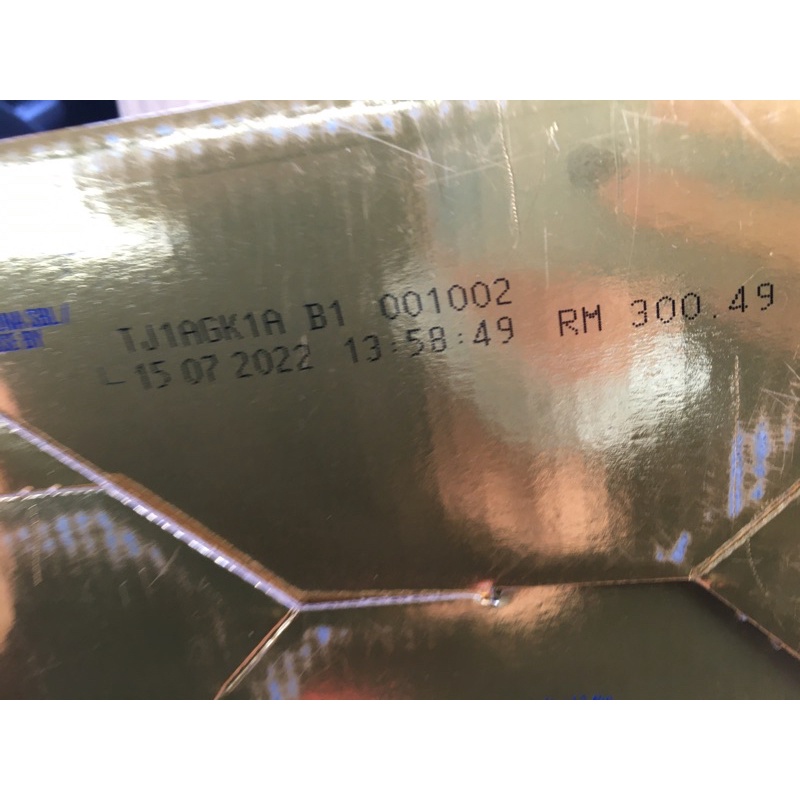 TJ1AGK1A B1 001002
15 07 2022 13:58:49 RM 300.49